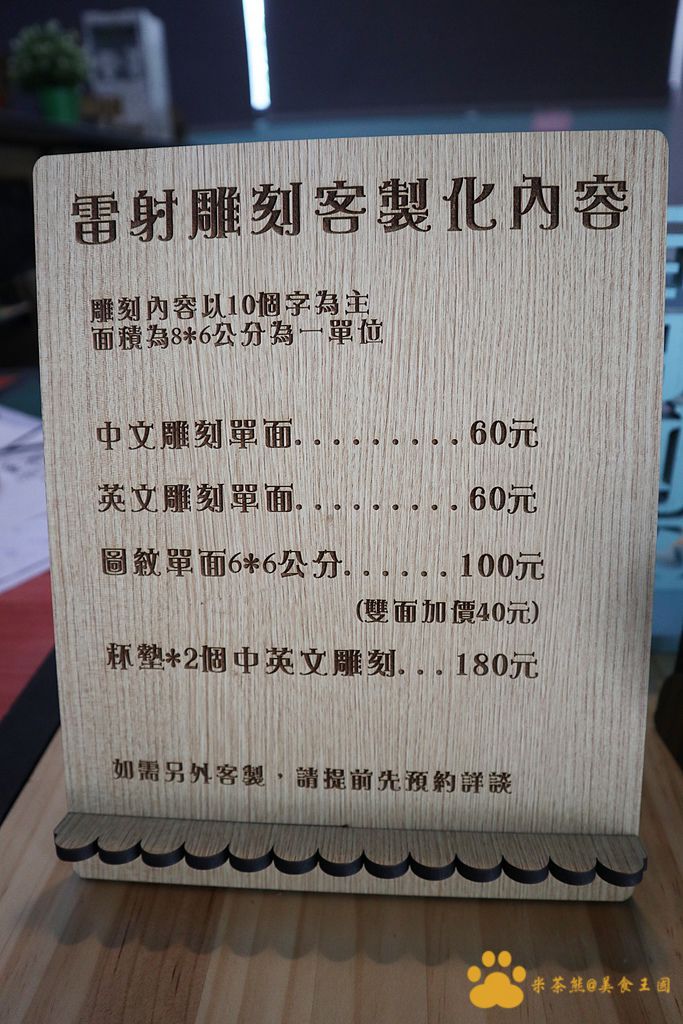 雷射雕刻客製化內容
雕刻內容以10個字為主
面積為8*6公分為一單位
中文雕刻單面.........60元
英文雕刻單面.........60元
圖紋單面6*6公分......100元
(雙面加價40元)
杯墊*2個中英文雕刻...180元
如需另外客製，請提前先預約詳談
米茶熊@美食王國